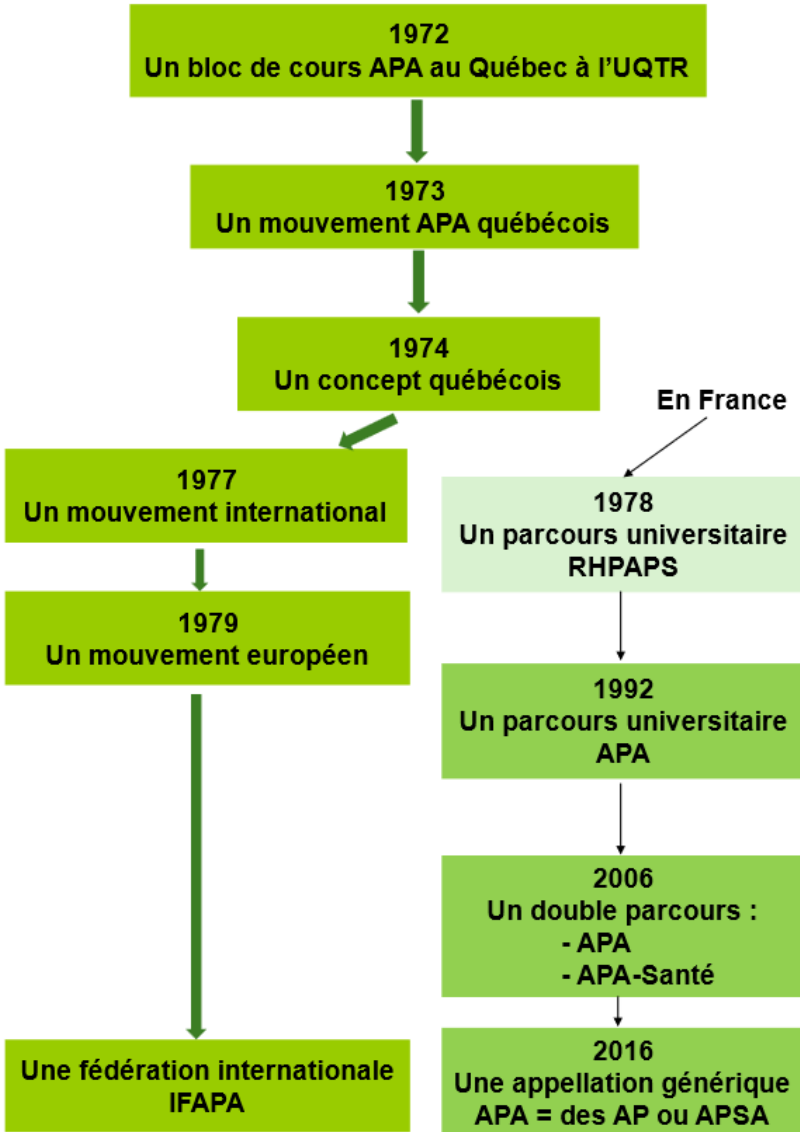 1972
Un bloc de cours APA au Québec à l’UQTR
1973
Un mouvement APA québécois
1974
Un concept québécois
1977
Un mouvement international
1979
Un mouvement européen
Une fédération internationale
IFAPA
En France
1978
Un parcours universitaire
RHPAPS
1992
Un parcours universitaire
APA
2006
Un double parcours :
- APA
- APA-Santé
2016
Une appellation générique
APA = des AP ou APSA